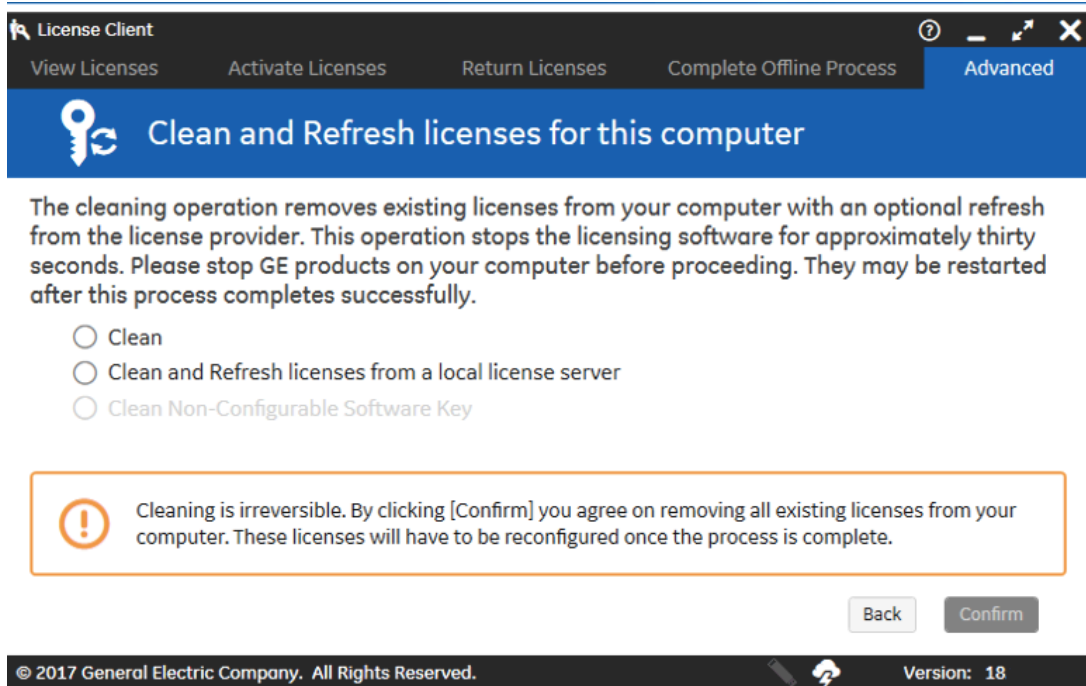 License Client
View Licenses Activate Licenses Return Licenses Complete Offline Process Advanced
Clean and Refresh licenses for this computer
The cleaning operation removes existing licenses from your computer with an optional refresh
from the license provider. This operation stops the licensing software for approximately thirty
seconds. Please stop GE products on your computer before proceeding. They may be restarted
after this process completes successfully.
Clean
Clean and Refresh licenses from a local license server
Clean Non-Configurable Software Key
Cleaning is irreversible. By clicking [Confirm] you agree on removing all existing licenses from your
computer. These licenses will have to be reconfigured once the process is complete.
Back Confirm
© 2017 General Electric Company. All Rights Reserved. Version: 18